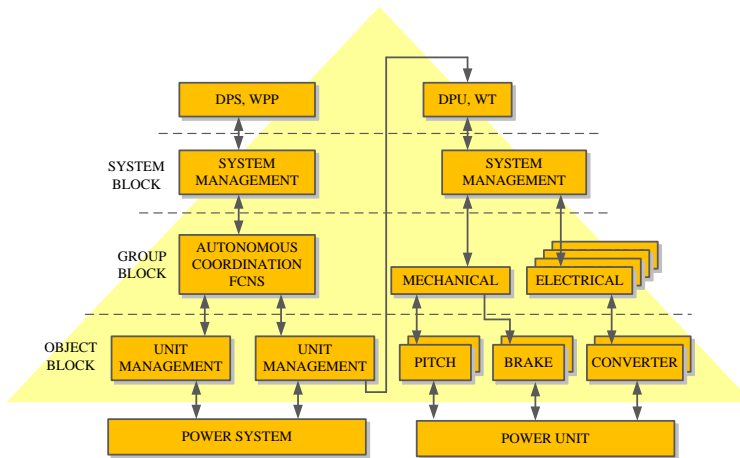 DPS, WPP
DPU, WT
SYSTEM
BLOCK
SYSTEM
MANAGEMENT
SYSTEM
MANAGEMENT
GROUP
BLOCK
AUTONOMOUS
COORDINATION
FCNS
MECHANICAL
ELECTRICAL
OBJECT
BLOCK
UNIT
MANAGEMENT
UNIT
MANAGEMENT
PITCH
BRAKE
CONVERTER
POWER SYSTEM
POWER UNIT